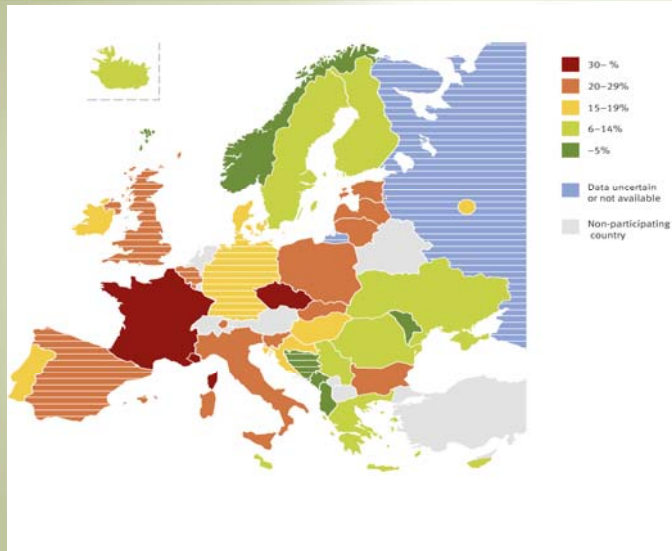 30– %
20–29%
15–19%
6–14%
–5%
Data uncertain
or not available
Non-participating
country